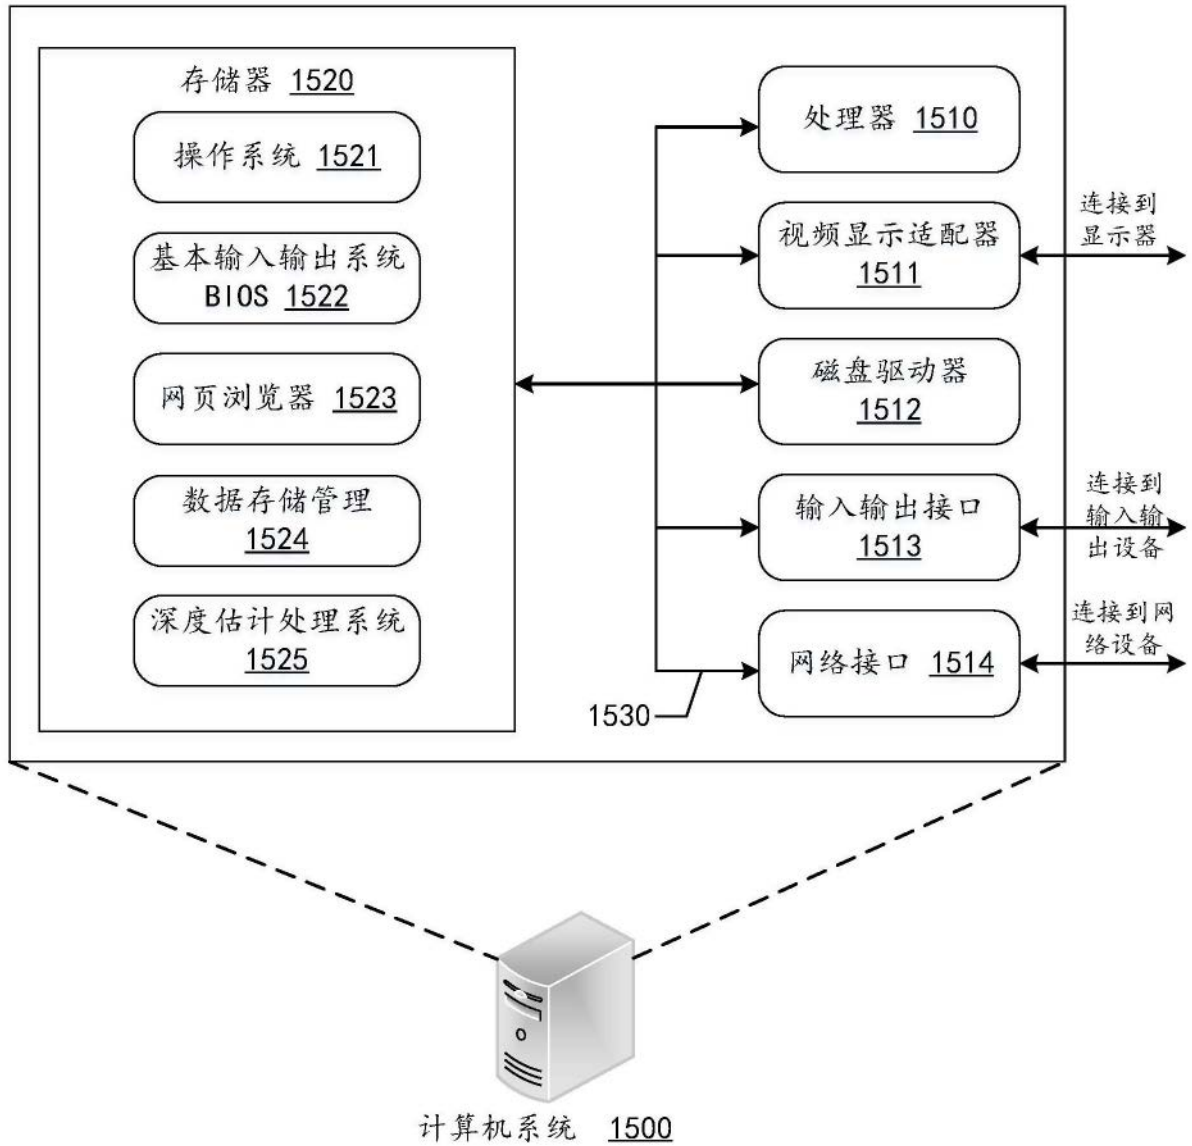 存储器 1520
操作系统 1521
基本输入输出系统
BIOS 1522
网页浏览器 1523
数据存储管理
1524
深度估计处理系统
1525
处理器 1510
视频显示适配器
1511
磁盘驱动器
1512
输入输出接口
1513
网络接口 1514
1530
连接到
显示器
连接到
输入输
出设备
连接到网
络设备
计算机系统 1500